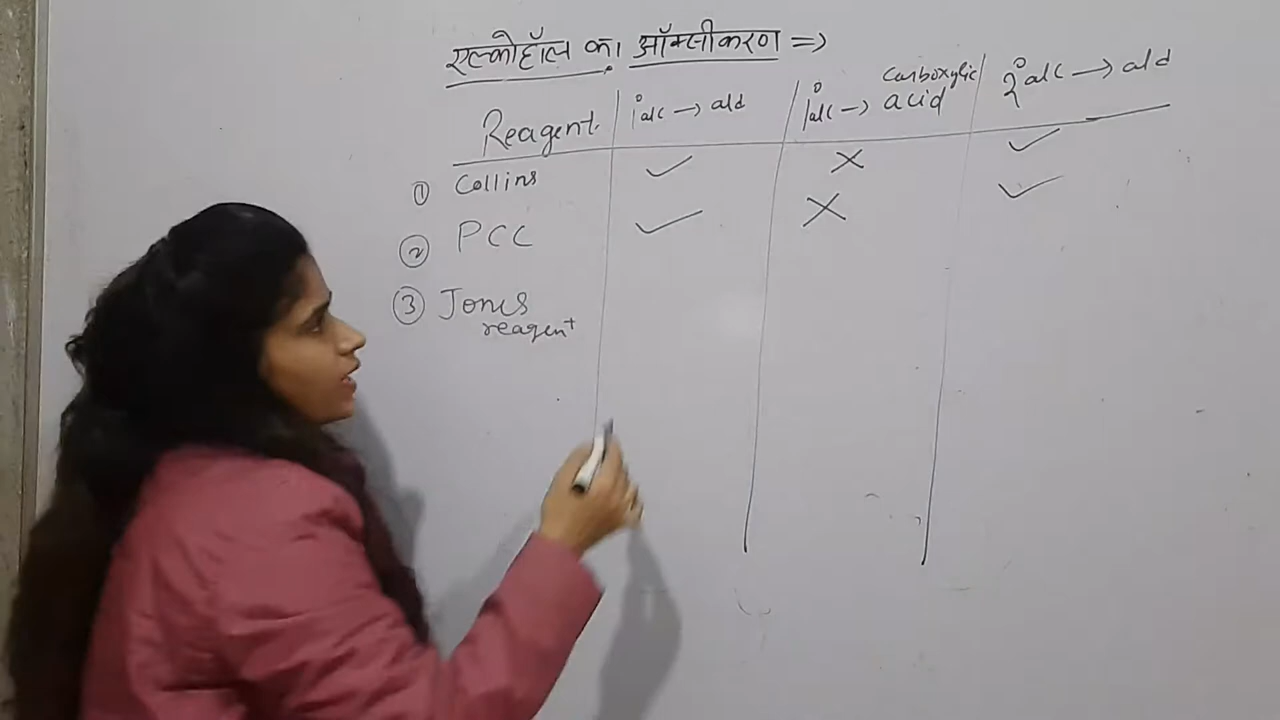 एल्कोहॉल का ऑक्सीकरण =>
Reagent. 1° alc → ald 1° alc → Carboxylic acid 2° alc → ald
① Collins ✓ × ✓
② PCC ✓ × ✓
③ Jones
reagent